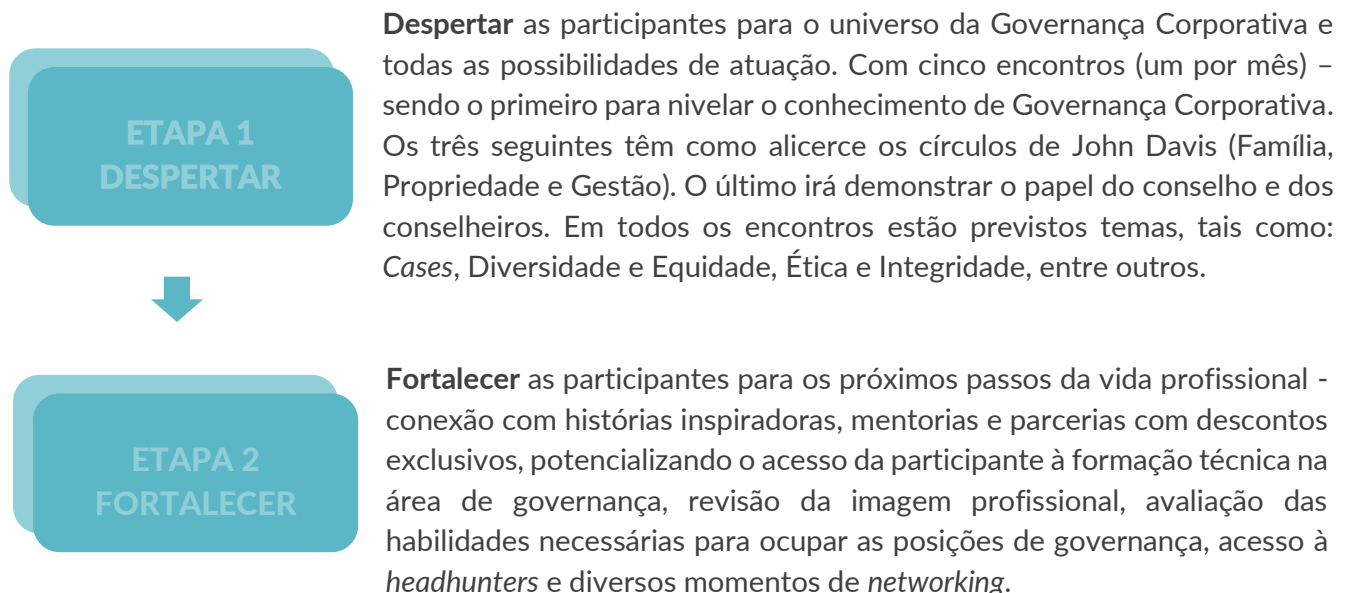 ETAPA 1
DESPERTAR
Despertar as participantes para o universo da Governança Corporativa e
todas as possibilidades de atuação. Com cinco encontros (um por mês) –
sendo o primeiro para nivelar o conhecimento de Governança Corporativa.
Os três seguintes têm como alicerce os círculos de John Davis (Família,
Propriedade e Gestão). O último irá demonstrar o papel do conselho e dos
conselheiros. Em todos os encontros estão previstos temas, tais como:
Cases, Diversidade e Equidade, Ética e Integridade, entre outros.
ETAPA 2
FORTALECER
Fortalecer as participantes para os próximos passos da vida profissional -
conexão com histórias inspiradoras, mentorias e parcerias com descontos
exclusivos, potencializando o acesso da participante à formação técnica na
área de governança, revisão da imagem profissional, avaliação das
habilidades necessárias para ocupar as posições de governança, acesso à
headhunters e diversos momentos de networking.